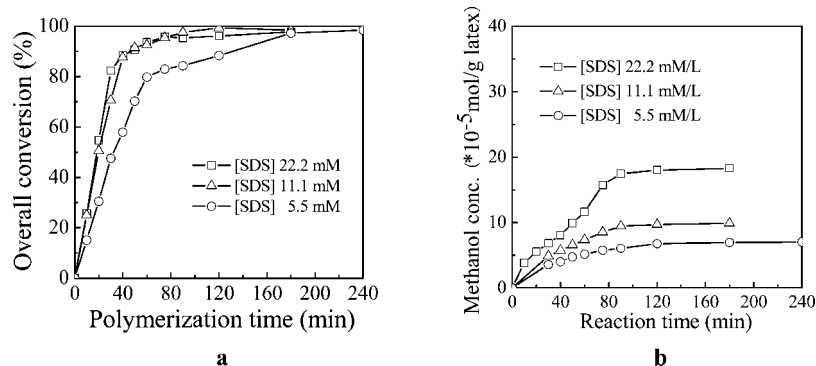 Overall conversion (%)
100
80
60
40
20
0
[SDS] 22.2 mM
[SDS] 11.1 mM
[SDS] 5.5 mM
0 40 80 120 160 200 240
Polymerization time (min)
a
Methanol conc. (*10-5mol/g latex)
40
30
20
10
0
[SDS] 22.2 mM/L
[SDS] 11.1 mM/L
[SDS] 5.5 mM/L
0 40 80 120 160 200 240
Reaction time (min)
b